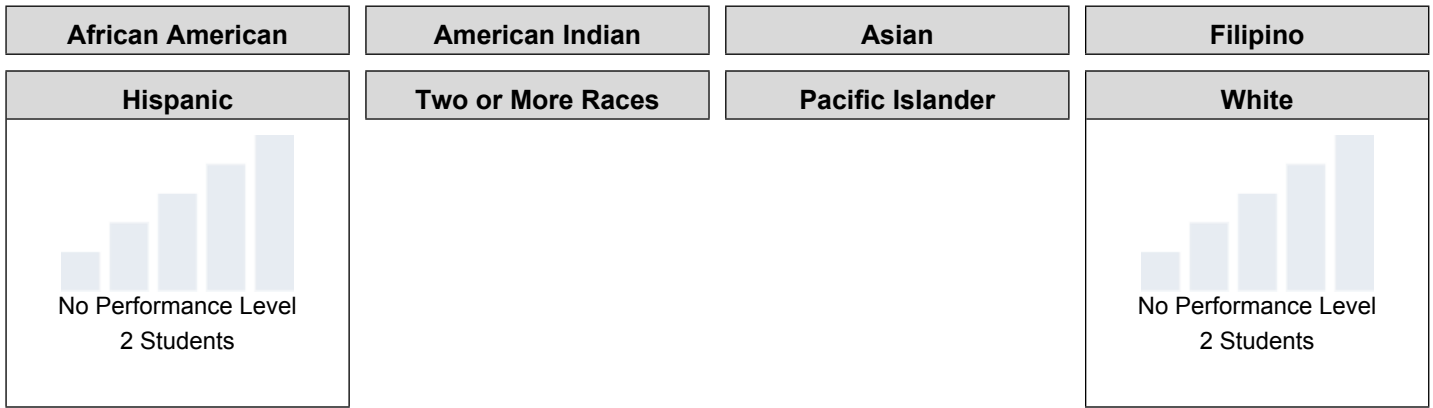 African American
American Indian
Asian
Filipino
Hispanic
Two or More Races
Pacific Islander
White
No Performance Level
2 Students
No Performance Level
2 Students